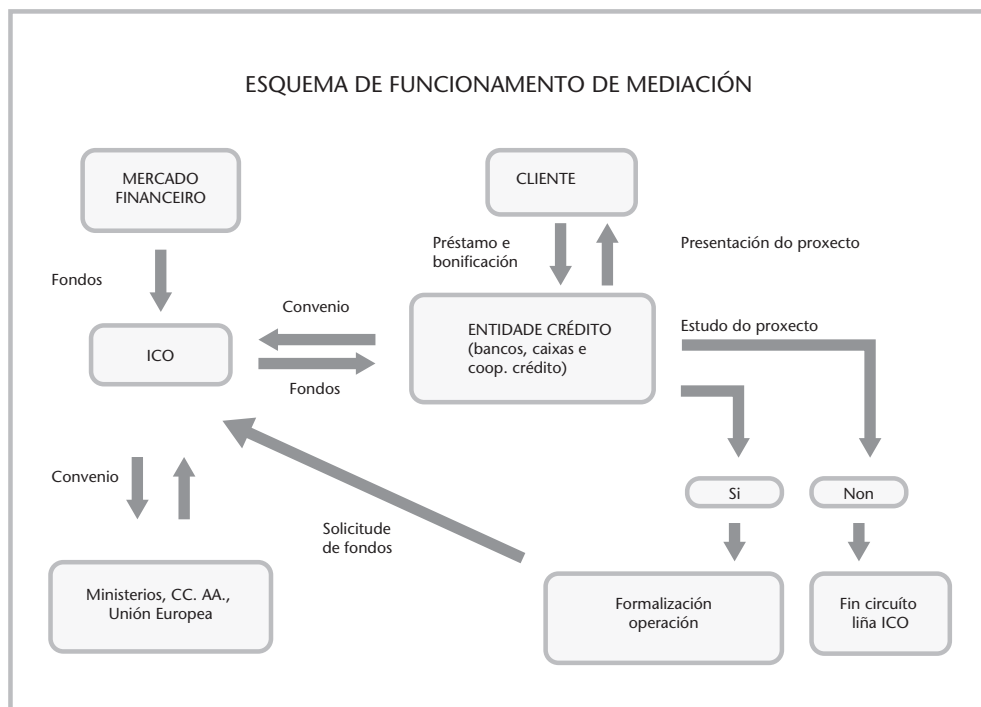 ESQUEMA DE FUNCIONAMENTO DE MEDIACIÓN
MERCADO
FINANCEIRO
CLIENTE
Préstamo e
bonificación
Presentación do proxecto
Fondos
Convenio
ICO
Fondos
ENTIDADE CRÉDITO
(bancos, caixas e
coop. crédito)
Estudo do proxecto
Convenio
Si
Non
Solicitude
de fondos
Ministerios, CC. AA.,
Unión Europea
Formalización
operación
Fin circuíto
liña ICO